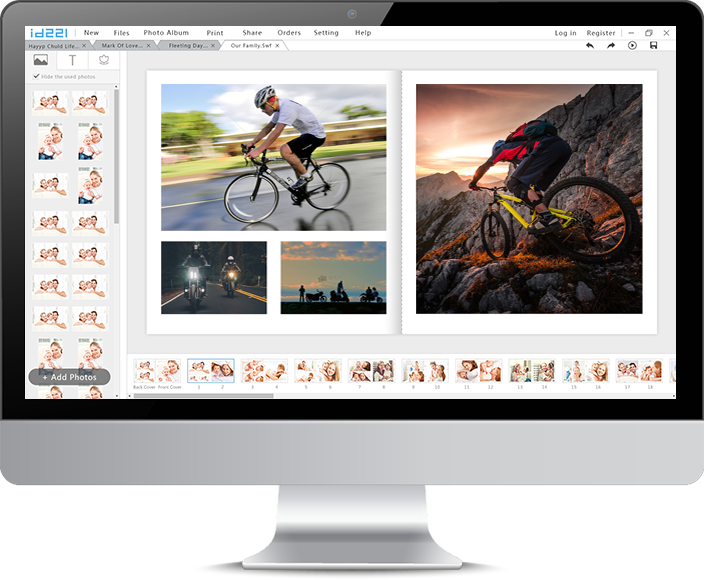 id221 New Files Photo Album Print Share Orders Setting Help Log in Register
Hayyp Chuld Life... Mark Of Love... Fleeting Day... Our Family.Swf
T
Hide the used photos
+ Add Photos
Back Cover Front Cover 1 2 3 4 5 6 7 8 9 10 11 12 13 14 15 16 17 18